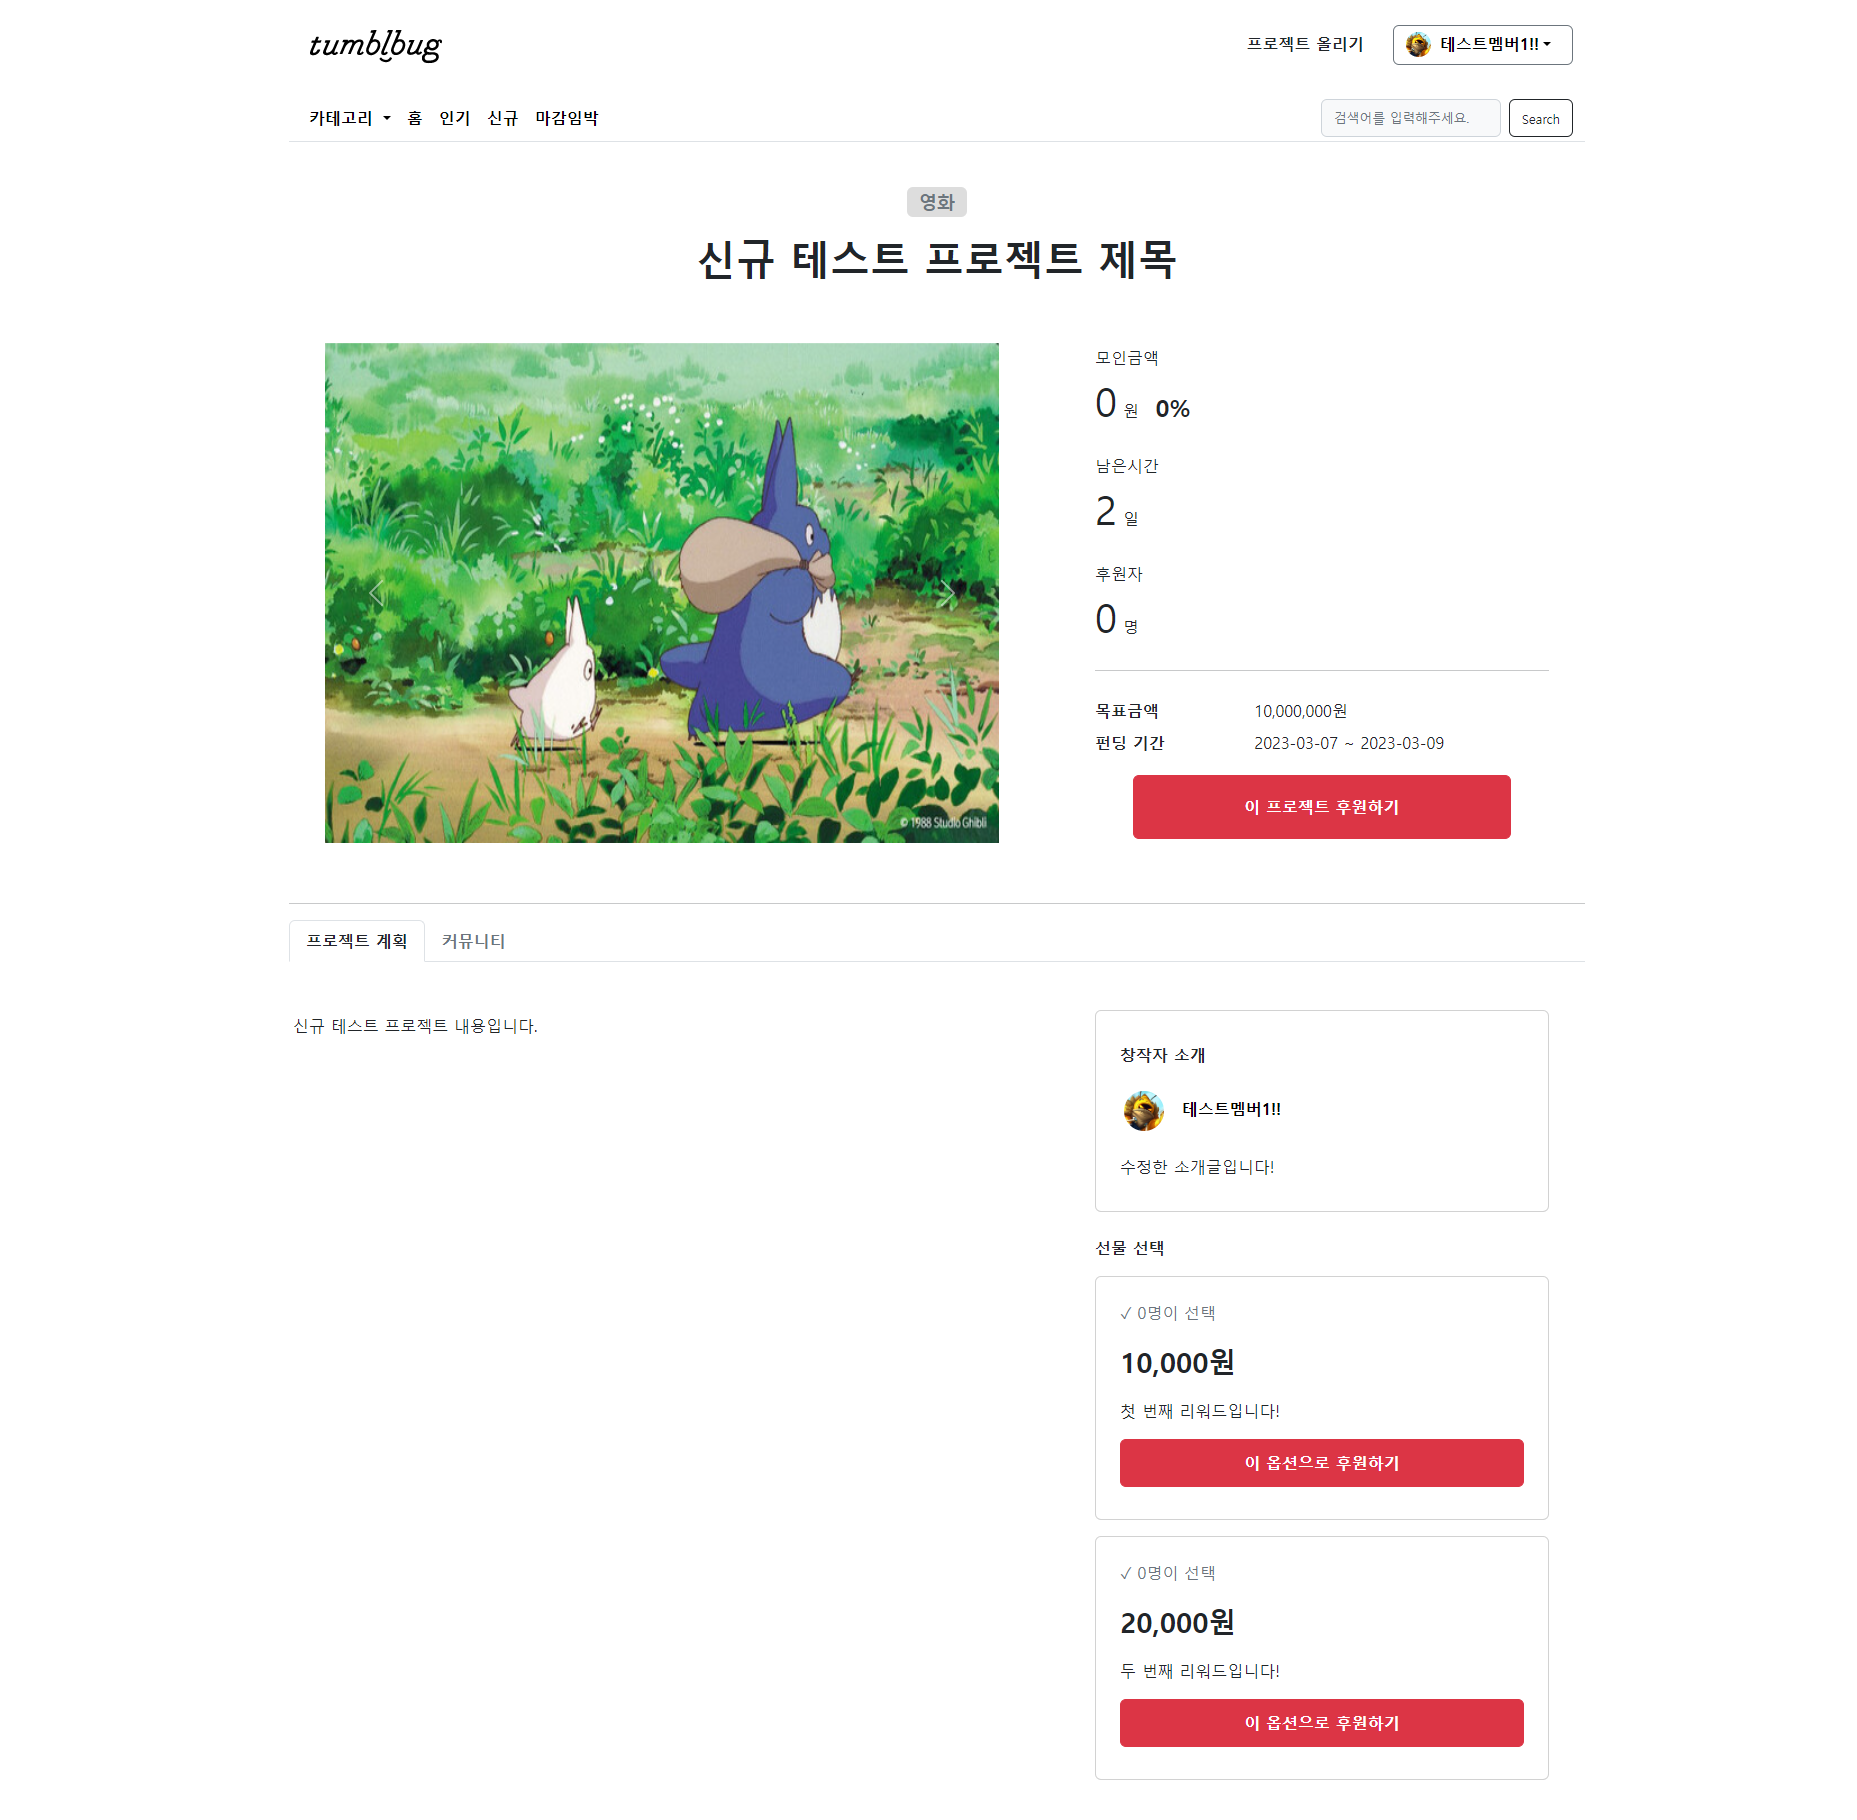 tumblbug
프로젝트 올리기
테스트멤버1!!
카테고리 홈 인기 신규 마감임박
검색어를 입력해주세요.
Search
영화
신규 테스트 프로젝트 제목
© 1988 Studio Ghibli
모인금액
0 원 0%
남은시간
2 일
후원자
0 명
목표금액 10,000,000원
펀딩 기간 2023-03-07 ~ 2023-03-09
이 프로젝트 후원하기
프로젝트 계획 커뮤니티
신규 테스트 프로젝트 내용입니다.
창작자 소개
테스트멤버1!!
수정한 소개글입니다!
선물 선택
✓ 0명이 선택
10,000원
첫 번째 리워드입니다!
이 옵션으로 후원하기
✓ 0명이 선택
20,000원
두 번째 리워드입니다!
이 옵션으로 후원하기